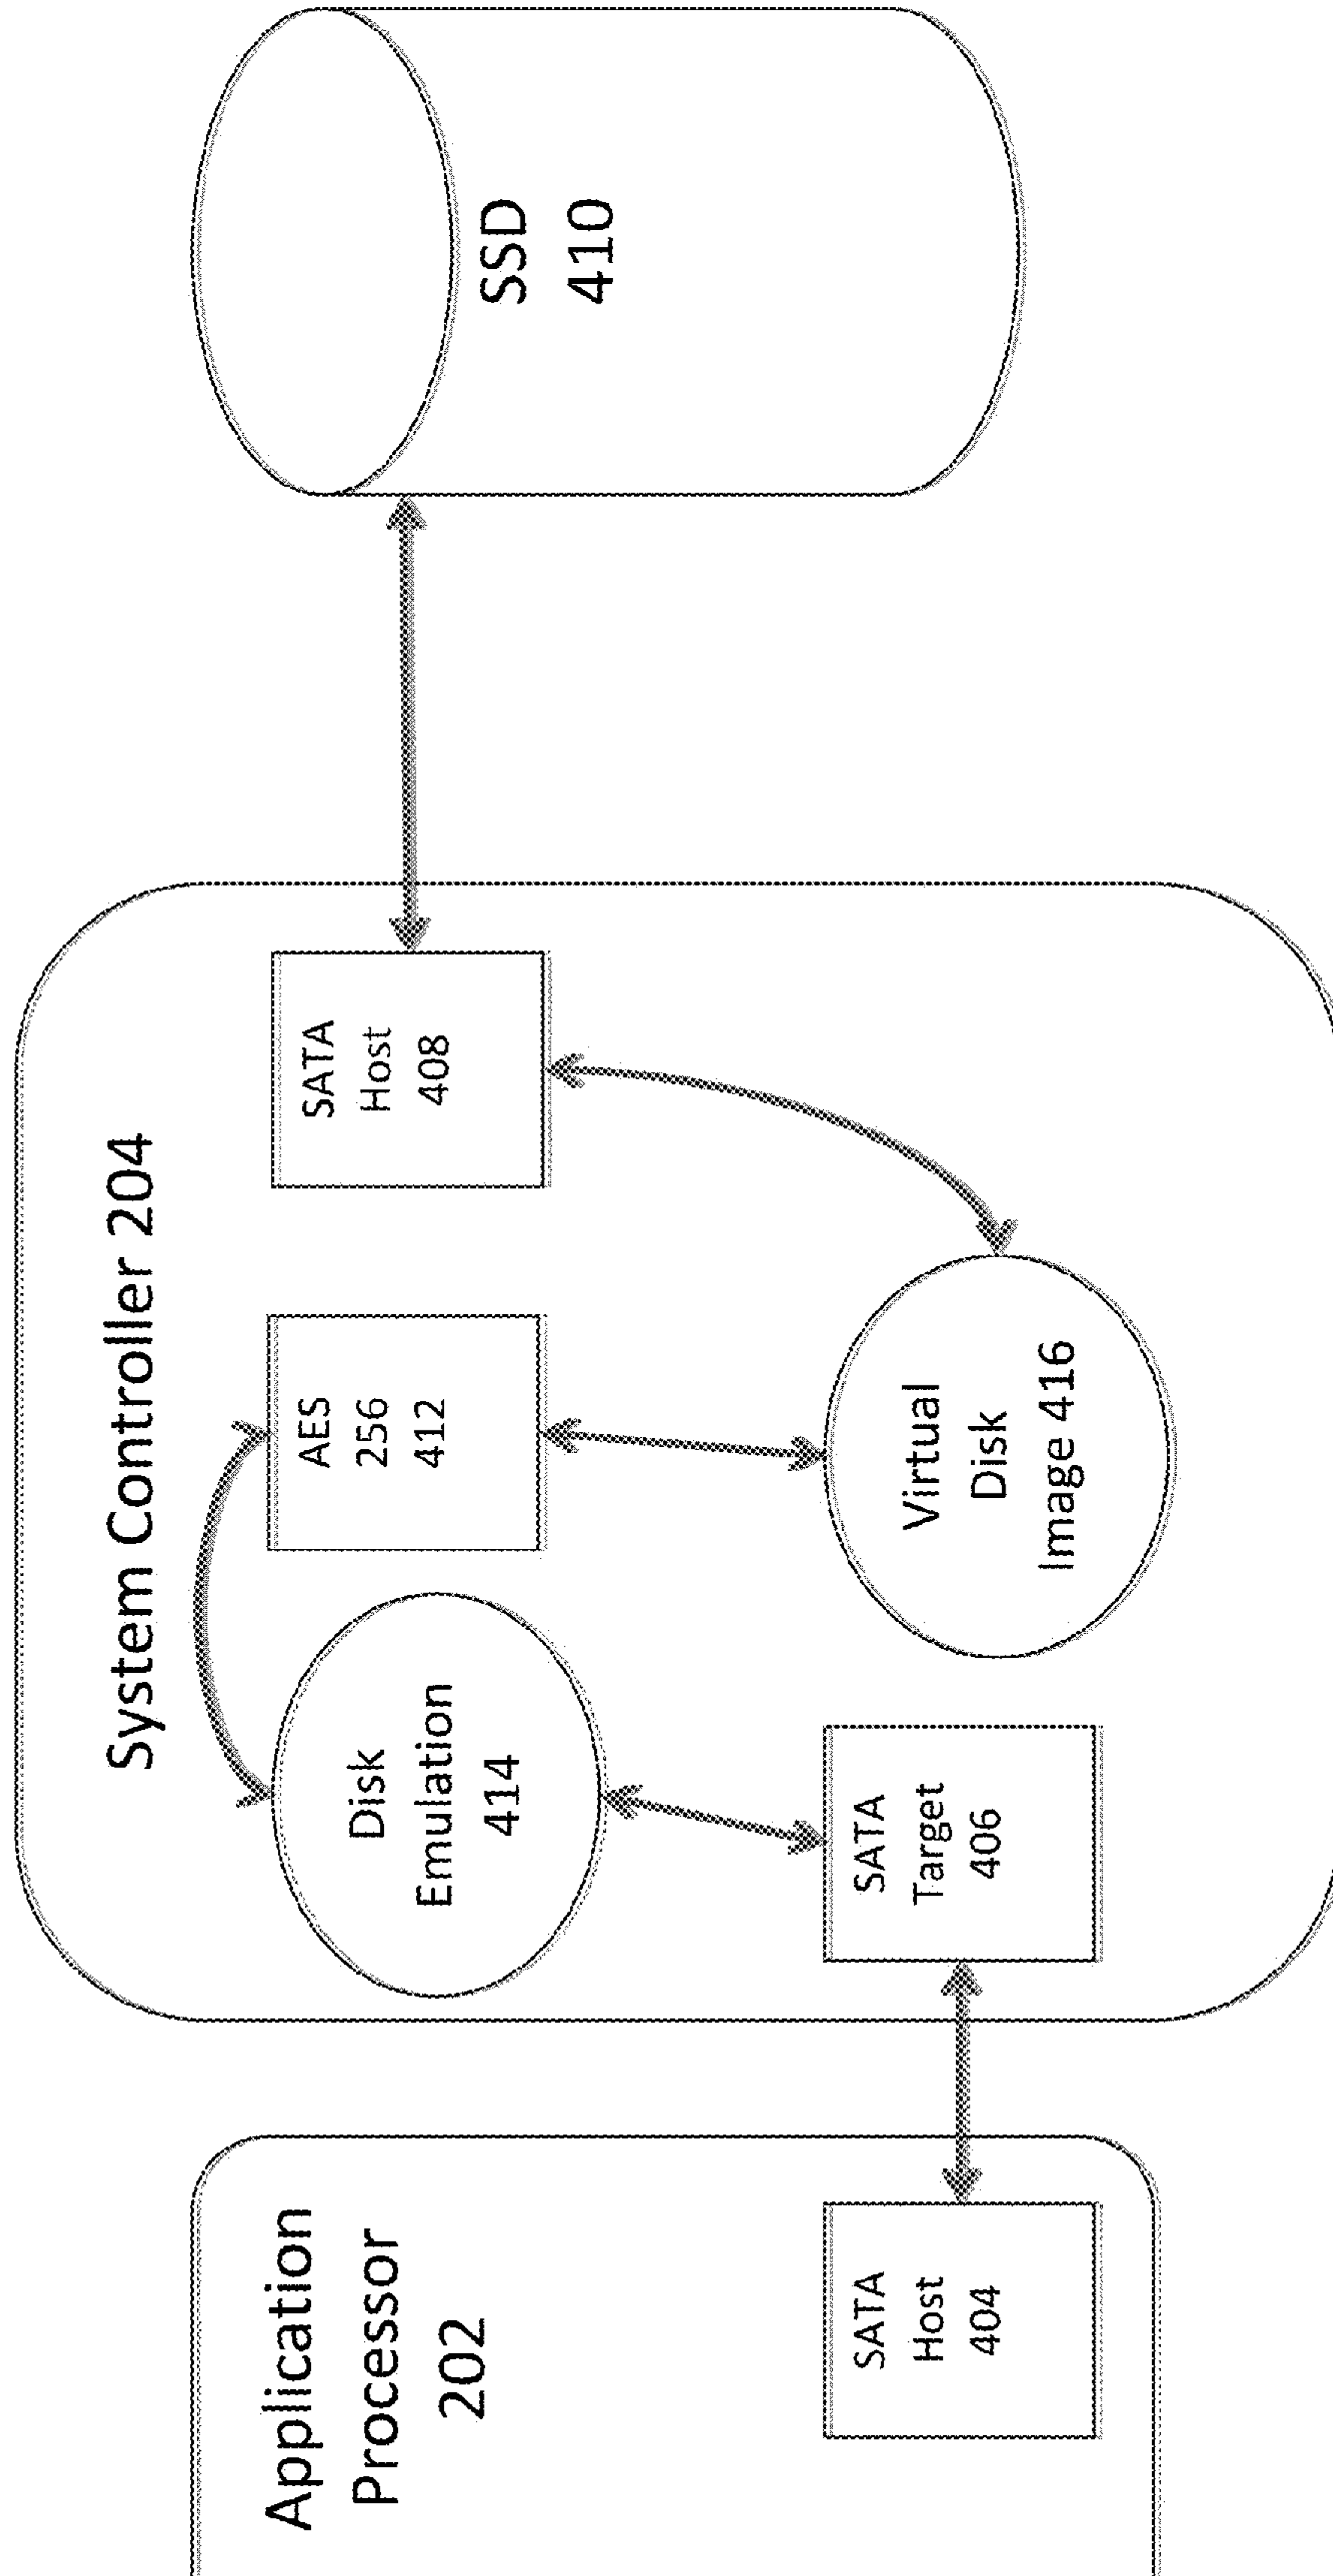 Application
Processor
202
SATA
Host
404
System Controller 204
Disk
Emulation
414
SATA
Target
406
AES
256
412
Virtual
Disk
Image 416
SATA
Host
408
SSD
410